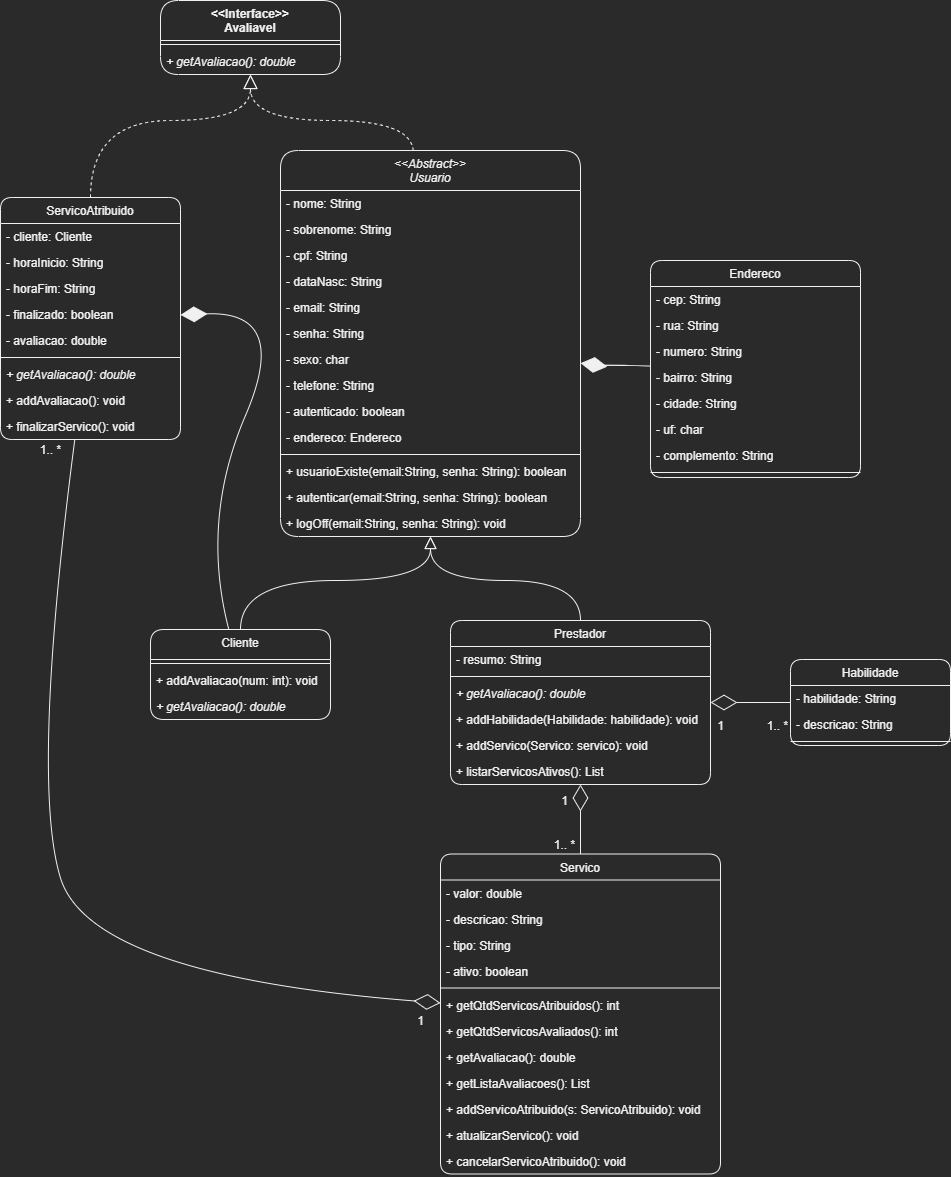 <<Interface>>
Avaliavel
+ getAvaliacao(): double
<<Abstract>>
Usuario
- nome: String
- sobrenome: String
- cpf: String
- dataNasc: String
- email: String
- senha: String
- sexo: char
- telefone: String
- autenticado: boolean
- endereco: Endereco
+ usuarioExiste(email:String, senha: String): boolean
+ autenticar(email:String, senha: String): boolean
+ logOff(email:String, senha: String): void
ServicoAtribuido
- cliente: Cliente
- horaInicio: String
- horaFim: String
- finalizado: boolean
- avaliacao: double
+ getAvaliacao(): double
+ addAvaliacao(): void
+ finalizarServico(): void
1.. *
Endereco
- cep: String
- rua: String
- numero: String
- bairro: String
- cidade: String
- uf: char
- complemento: String
Cliente
+ addAvaliacao(num: int): void
+ getAvaliacao(): double
Prestador
- resumo: String
+ getAvaliacao(): double
+ addHabilidade(Habilidade: habilidade): void
+ addServico(Servico: servico): void
+ listarServicosAtivos(): List
1
1.. *
Habilidade
- habilidade: String
- descricao: String
1
1.. *
Servico
- valor: double
- descricao: String
- tipo: String
- ativo: boolean
+ getQtdServicosAtribuidos(): int
+ getQtdServicosAvaliados(): int
+ getAvaliacao(): double
+ getListaAvaliacoes(): List
+ addServicoAtribuido(s: ServicoAtribuido): void
+ atualizarServico(): void
+ cancelarServicoAtribuido(): void
1